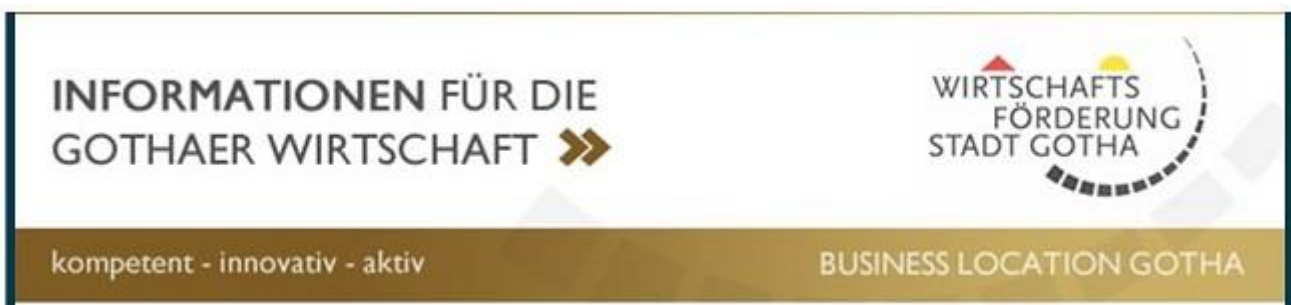 INFORMATIONEN FÜR DIE
GOTHAER WIRTSCHAFT
WIRTSCHAFTS
FÖRDERUNG
STADT GOTHA
kompetent - innovativ - aktiv
BUSINESS LOCATION GOTHA